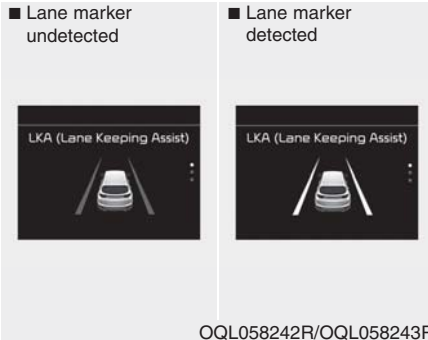 ■ Lane marker
undetected
■ Lane marker
detected
LKA (Lane Keeping Assist)
LKA (Lane Keeping Assist)
OQL058242R/OQL058243R